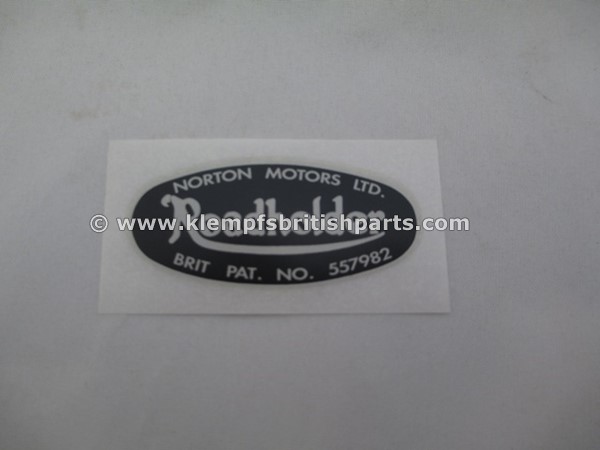 NORTON MOTORS LTD.
Roadholder
© www.klempfsbritishparts.com
BRIT PAT. NO. 557982